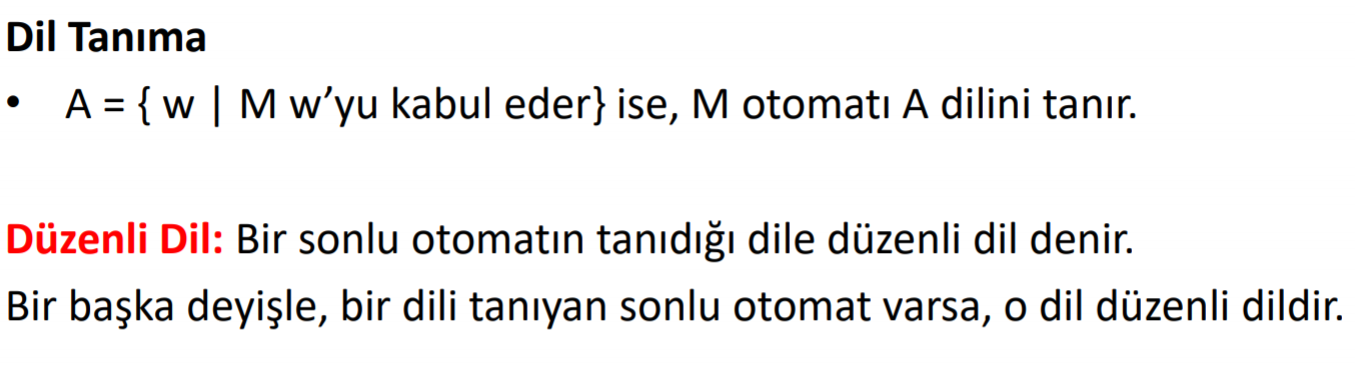 Dil Tanıma
• A = { w | M w’yu kabul eder} ise, M otomatı A dilini tanır.
Düzenli Dil: Bir sonlu otomatın tanıdığı dile düzenli dil denir.
Bir başka deyişle, bir dili tanıyan sonlu otomat varsa, o dil düzenli dildir.